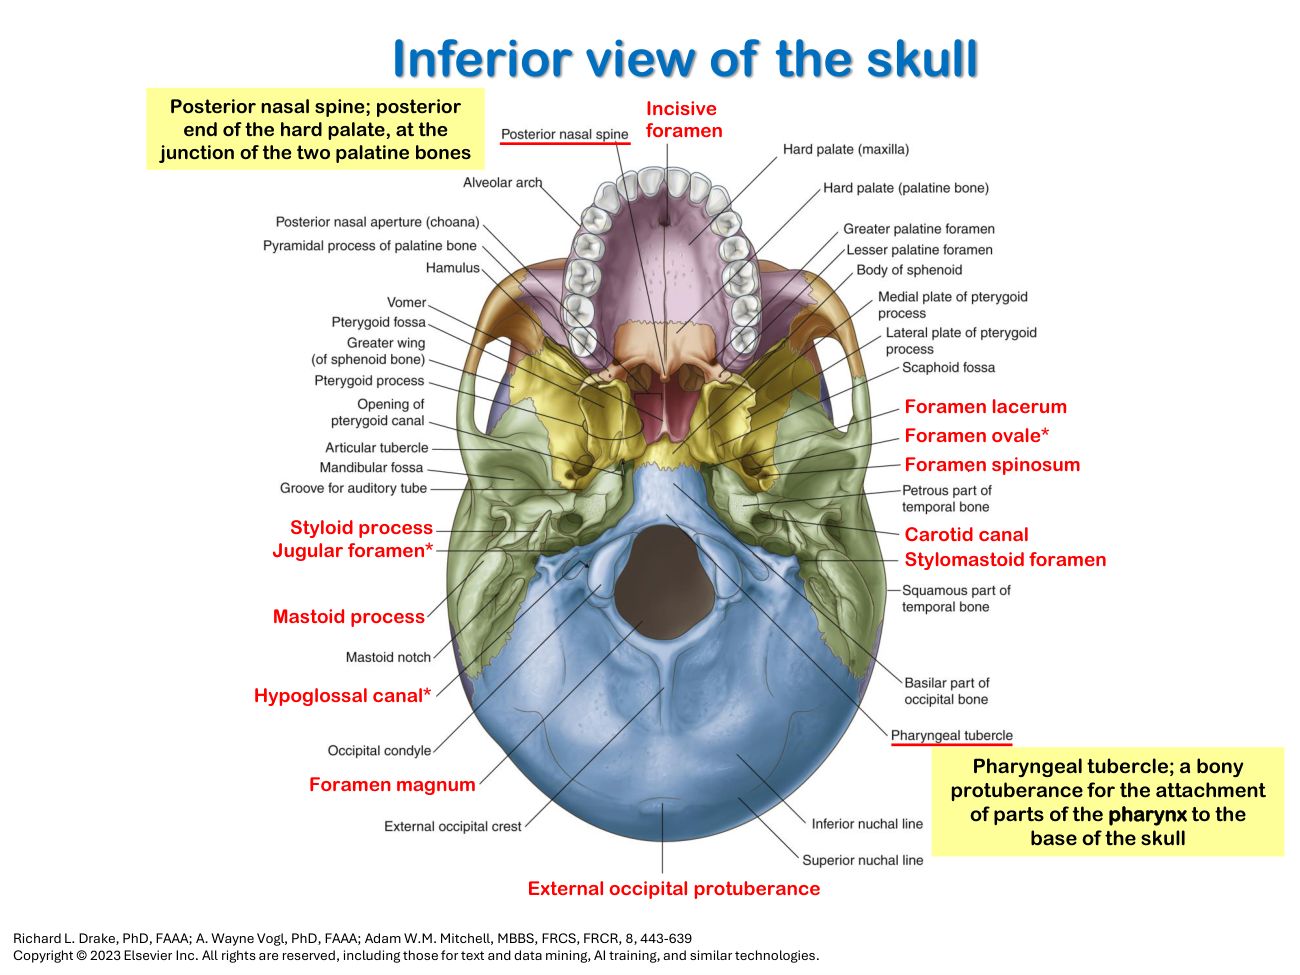 Inferior view of the skull
Posterior nasal spine; posterior
end of the hard palate, at the
junction of the two palatine bones
Posterior nasal spine
Incisive
foramen
Hard palate (maxilla)
Alveolar arch
Hard palate (palatine bone)
Posterior nasal aperture (choana)
Greater palatine foramen
Pyramidal process of palatine bone
Lesser palatine foramen
Hamulus
Body of sphenoid
Vomer
Medial plate of pterygoid
process
Pterygoid fossa
Lateral plate of pterygoid
process
Greater wing
(of sphenoid bone)
Scaphoid fossa
Pterygoid process
Foramen lacerum
Opening of
pterygoid canal
Foramen ovale*
Articular tubercle
Foramen spinosum
Mandibular fossa
Groove for auditory tube
Petrous part of
temporal bone
Styloid process
Carotid canal
Jugular foramen*
Stylomastoid foramen
Squamous part of
temporal bone
Mastoid process
Mastoid notch
Hypoglossal canal*
Basilar part of
occipital bone
Pharyngeal tubercle
Occipital condyle
Pharyngeal tubercle; a bony
protuberance for the attachment
of parts of the pharynx to the
base of the skull
Foramen magnum
External occipital crest
Inferior nuchal line
Superior nuchal line
External occipital protuberance
Richard L. Drake, PhD, FAAA; A. Wayne Vogl, PhD, FAAA; Adam W.M. Mitchell, MBBS, FRCS, FRCR, 8, 443-639
Copyright © 2023 Elsevier Inc. All rights are reserved, including those for text and data mining, AI training, and similar technologies.